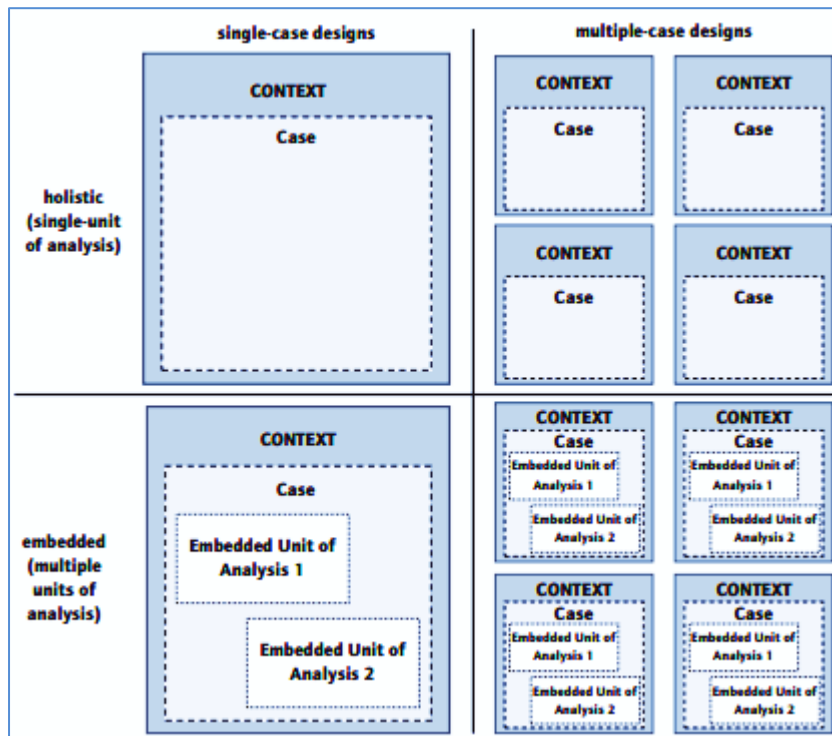 single-case designs
multiple-case designs
holistic
(single-unit
of analysis)
CONTEXT
Case
CONTEXT
Case
CONTEXT
Case
CONTEXT
Case
CONTEXT
Case
embedded
(multiple
units of
analysis)
CONTEXT
Case
Embedded Unit of
Analysis 1
Embedded Unit of
Analysis 2
CONTEXT
Case
Embedded Unit of
Analysis 1
Embedded Unit of
Analysis 2
CONTEXT
Case
Embedded Unit of
Analysis 1
Embedded Unit of
Analysis 2
CONTEXT
Case
Embedded Unit of
Analysis 1
Embedded Unit of
Analysis 2
CONTEXT
Case
Embedded Unit of
Analysis 1
Embedded Unit of
Analysis 2